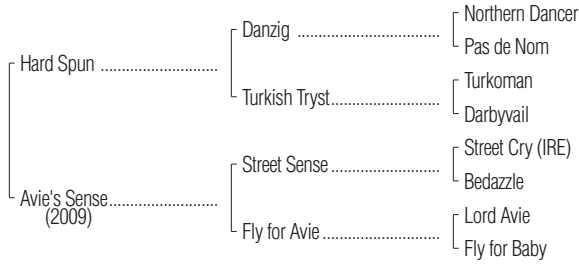 Northern Dancer
Danzig ..................................
Pas de Nom
Hard Spun ............................
Turkoman
Turkish Tryst..........................
Darbyvail
Street Cry (IRE)
Street Sense ..........................
Bedazzle
Avie's Sense..........................
(2009)
Lord Avie
Fly for Avie ............................
Fly for Baby